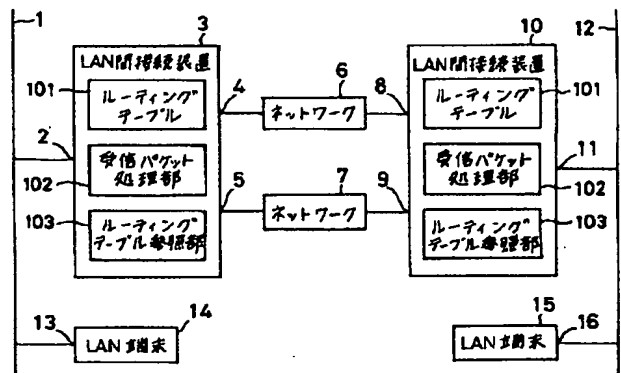 1
3
10
12
LAN間接続装置
LAN間接続装置
101
ルーティング
テーブル
4
6
ネットワーク
8
ルーティング
テーブル
101
2
受信パケット
処理部
102
受信パケット
処理部
11
102
5
7
ネットワーク
9
103
ルーティング
テーブル参照部
ルーティング
テーブル参照部
103
13
14
LAN端末
15
LAN端末
16